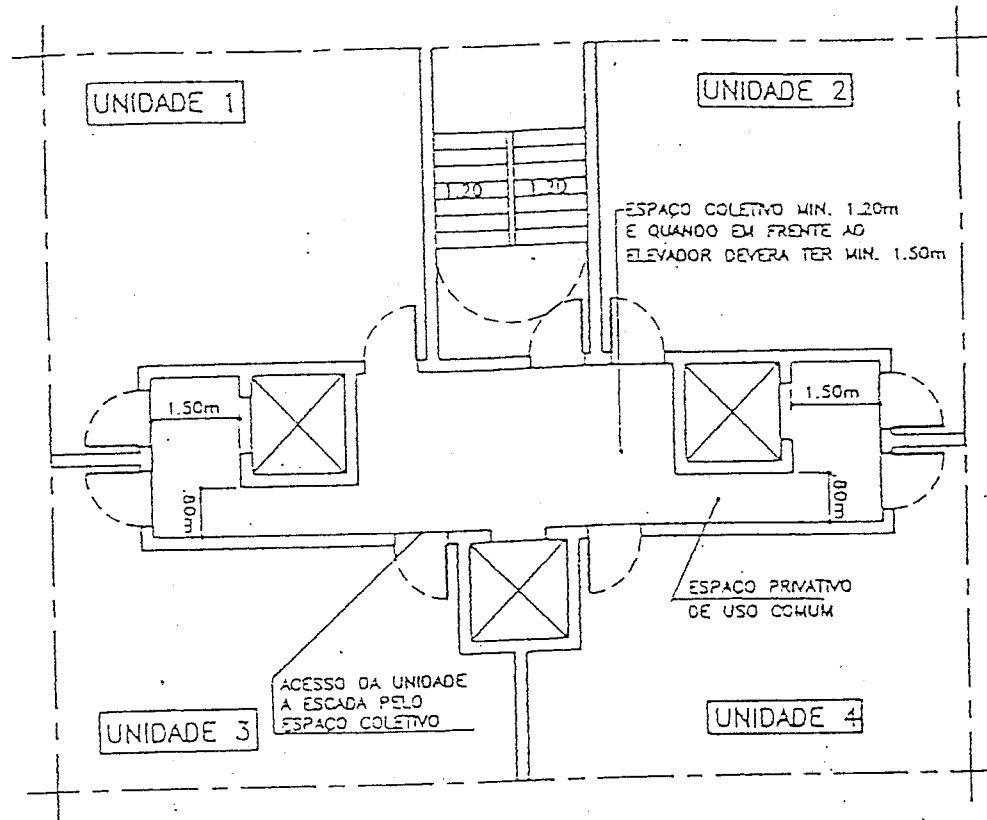 UNIDADE 1
UNIDADE 2
1.20
1.20
ESPAÇO COLETIVO MIN. 1.20m
E QUANDO EM FRENTE AO
ELEVADOR DEVERA TER MIN. 1.50m
1.50m
1.50m
.80m
.80m
ESPACO PRIVATIVO
DE USO COMUM
ACESSO DA UNIDADE
A ESCADA PELO
ESPAÇO COLETIVO
UNIDADE 3
UNIDADE 4